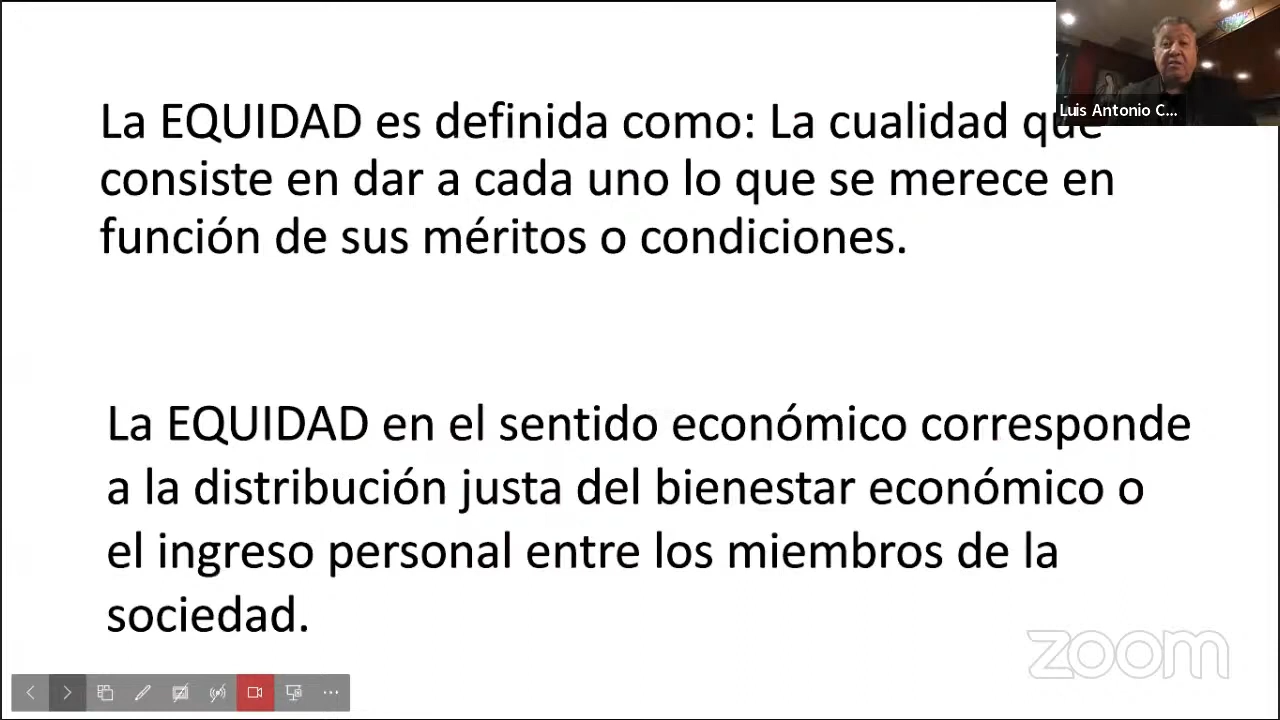 Luis Antonio C...
La EQUIDAD es definida como: La cualidad que
consiste en dar a cada uno lo que se merece en
función de sus méritos o condiciones.
La EQUIDAD en el sentido económico corresponde
a la distribución justa del bienestar económico o
el ingreso personal entre los miembros de la
sociedad.
zoom